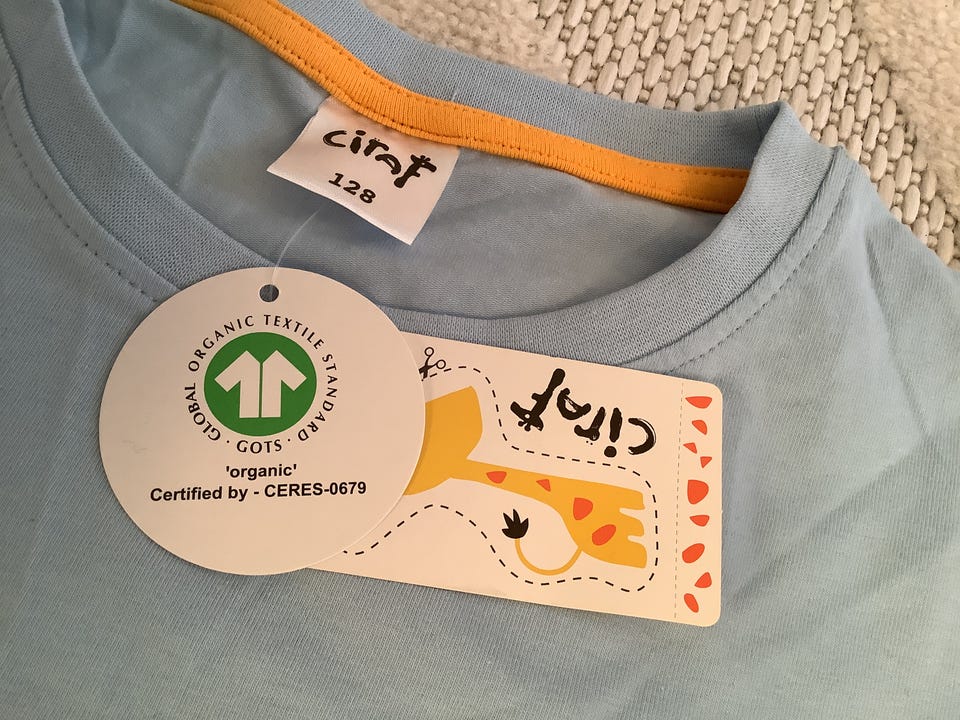 ciraf
128
GLOBAL ORGANIC TEXTILE STANDARD · GOTS ·
'organic'
Certified by - CERES-0679
ciraf